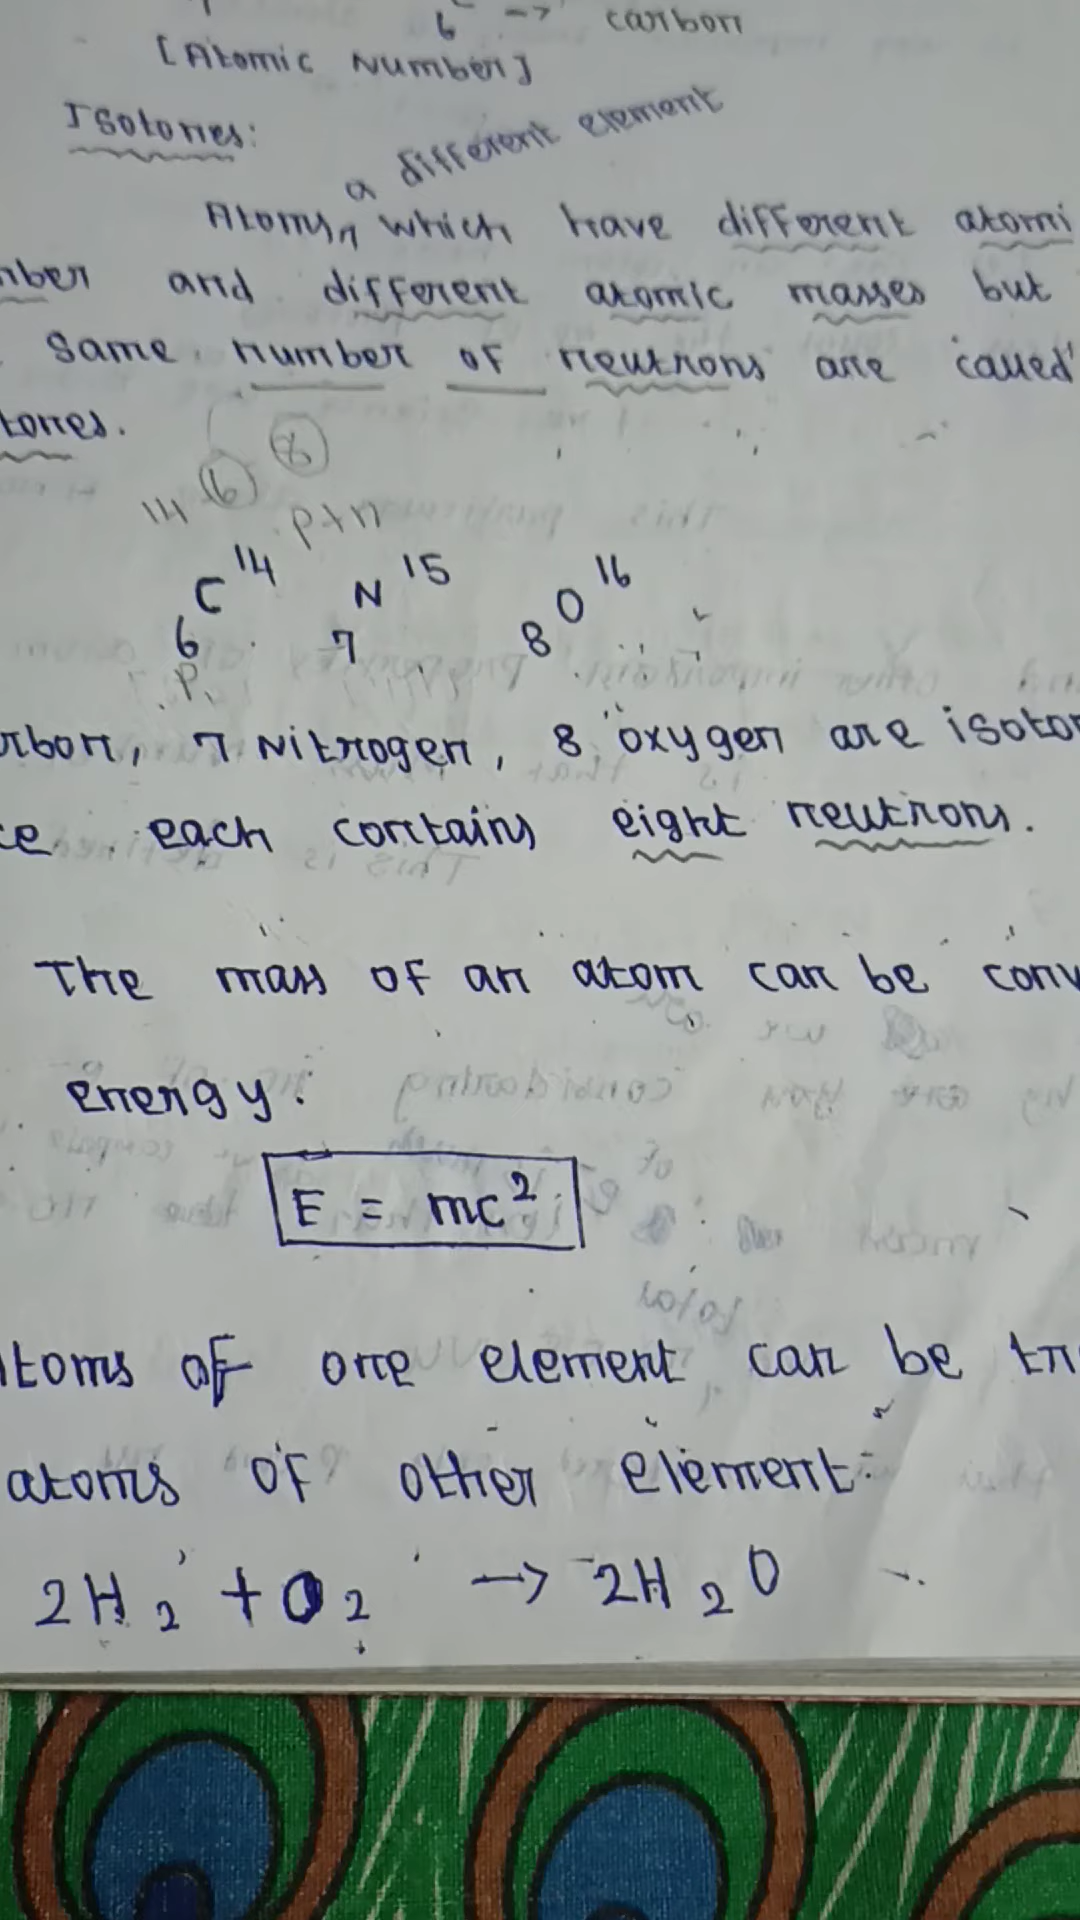 6 -> carbon
[Atomic Number]
Isotones:
a different element
Atoms, which have different atomi
mber and different atomic masses but
same number of neutrons are called
tones.
8
14 6
p+n
C 14 N 15 O 16
6 7 8
P
rbon, 7 Nitrogen, 8 oxygen are isoto
ce each contains eight neutrons.
The mass of an atom can be conv
energy.
E = mc²
toms of one element can be tr
atoms of other element.
2H₂ + O₂ -> 2H₂O